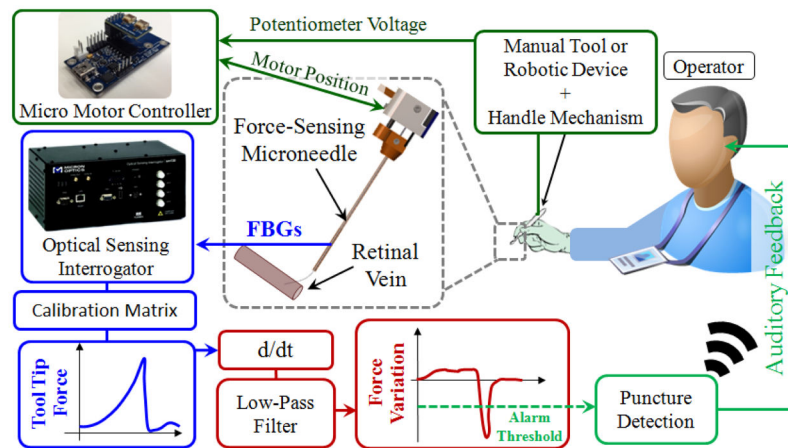 Potentiometer Voltage
Motor Position
Micro Motor Controller
Manual Tool or
Robotic Device
+
Handle Mechanism
Operator
Force-Sensing
Microneedle
MICRON
OPTICS
FBGs
Retinal
Vein
Optical Sensing
Interrogator
Auditory Feedback
Calibration Matrix
Tool Tip
Force
d/dt
Low-Pass
Filter
Force
Variation
Alarm
Threshold
Puncture
Detection